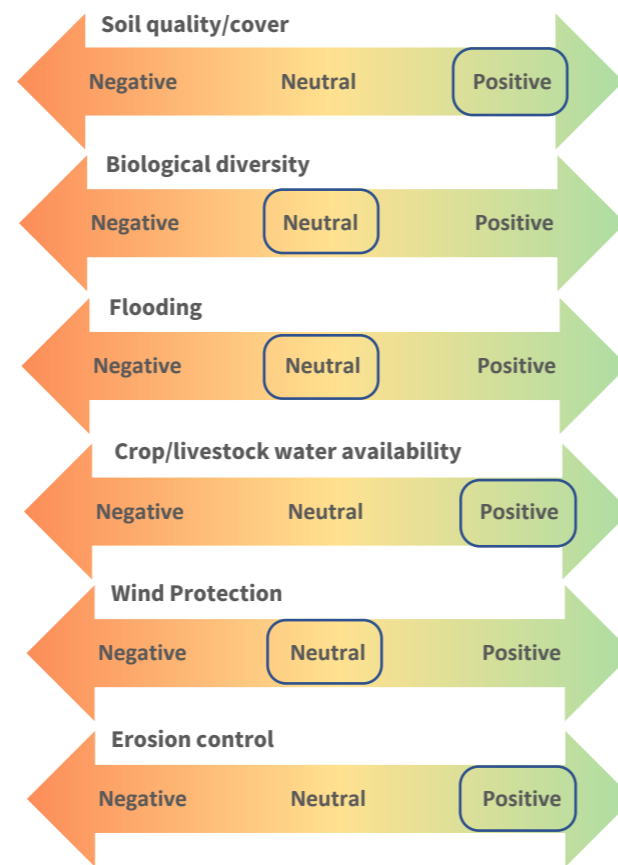 Soil quality/cover
Negative Neutral Positive
Biological diversity
Negative Neutral Positive
Flooding
Negative Neutral Positive
Crop/livestock water availability
Negative Neutral Positive
Wind Protection
Negative Neutral Positive
Erosion control
Negative Neutral Positive